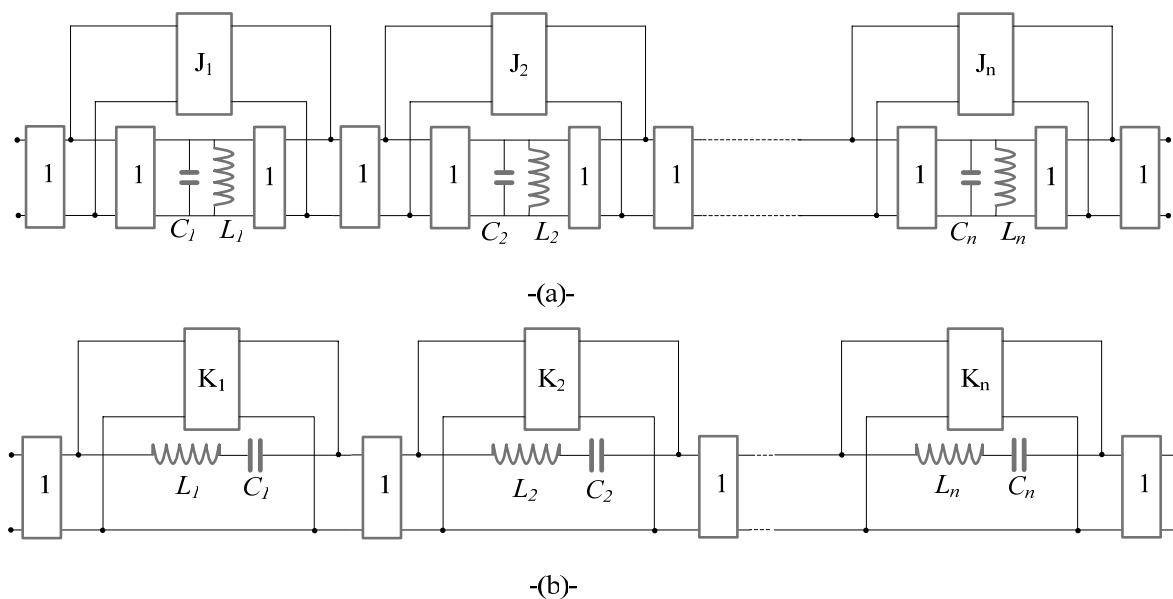 J1 J2 Jn
1 1 1 1 1 1 1 1 1 1
C1 L1 C2 L2 Cn Ln
-(a)-
K1 K2 Kn
1 1 1 1
L1 C1 L2 C2 Ln Cn
-(b)-